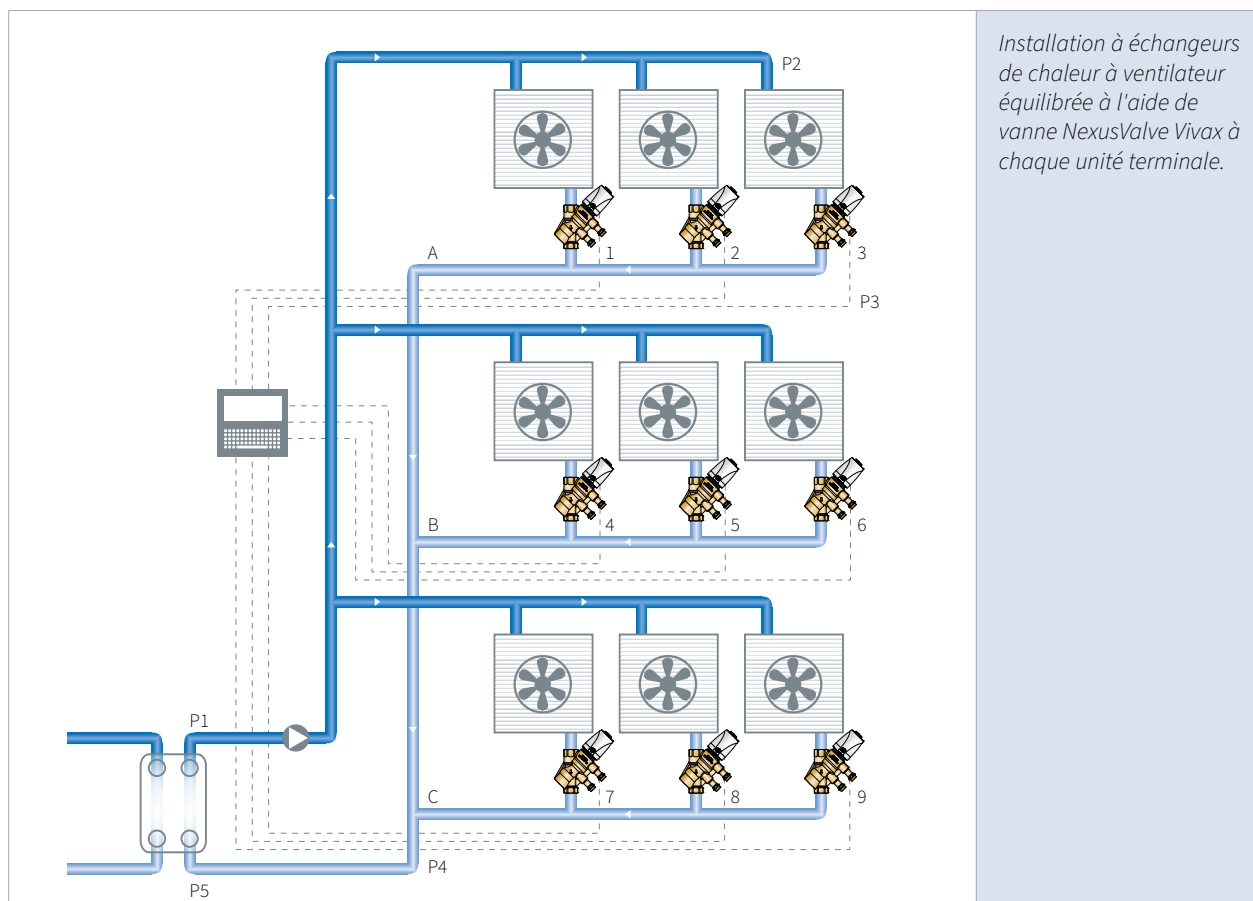 Installation à échangeurs
de chaleur à ventilateur
équilibrée à l'aide de
vanne NexusValve Vivax à
chaque unité terminale.
P2
A
1
2
3
P3
B
4
5
6
P1
C
7
8
9
P4
P5